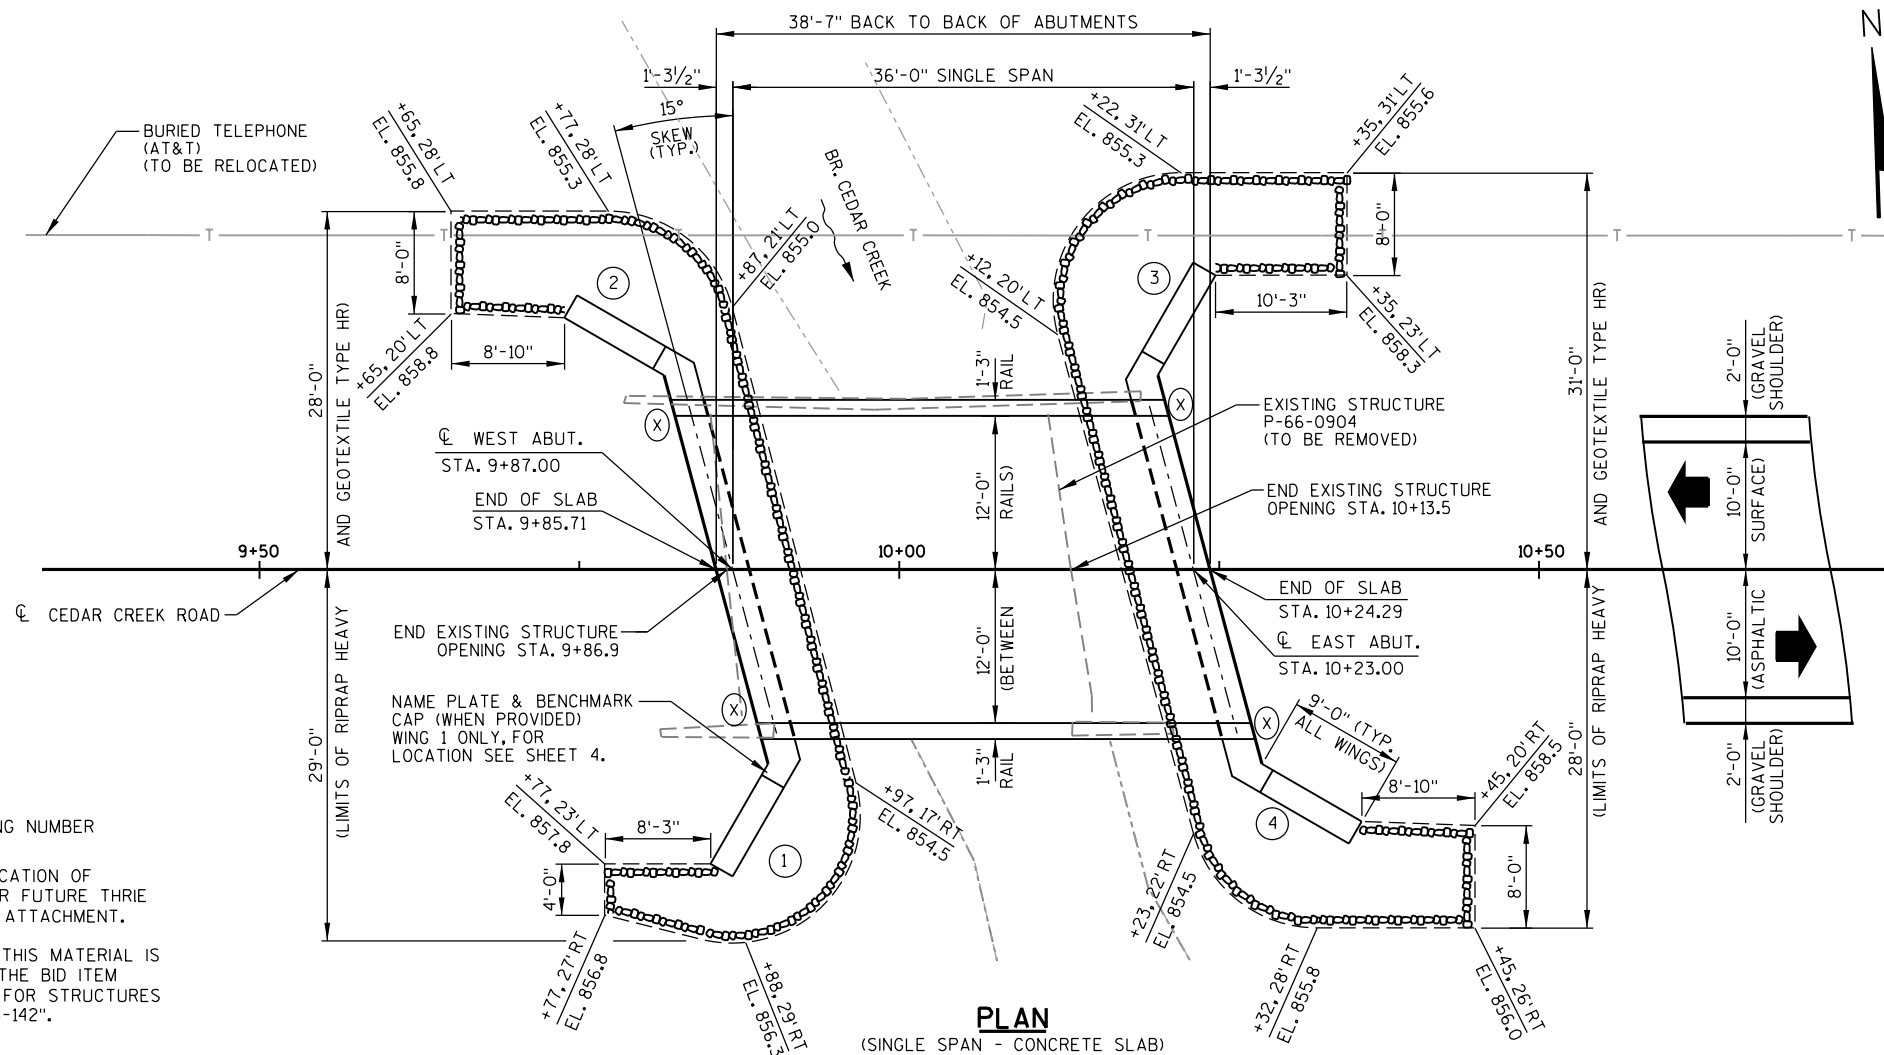 38'-7" BACK TO BACK OF ABUTMENTS
1'-3½"
36'-0" SINGLE SPAN
1'-3½"
15°
SKEW
(TYP.)
N
BURIED TELEPHONE
(AT&T)
(TO BE RELOCATED)
+65, 28' LT
EL. 855.8
+77, 28' LT
EL. 855.3
+87, 21' LT
EL. 855.0
BR. CEDAR CREEK
+22, 31' LT
EL. 855.3
+35, 31' LT
EL. 855.6
+12, 20' LT
EL. 854.5
+35, 23' LT
EL. 858.3
T
T
T
T
T
T
T
8'-0"
2
8'-10"
+65, 20' LT
EL. 858.8
3
8'-0"
10'-3"
28'-0"
AND GEOTEXTILE TYPE HR)
31'-0"
AND GEOTEXTILE TYPE HR)
1'-3"
RAIL
X
X
EXISTING STRUCTURE
P-66-0904
(TO BE REMOVED)
2'-0"
(GRAVEL
SHOULDER)
℄ WEST ABUT.
STA. 9+87.00
END OF SLAB
STA. 9+85.71
12'-0"
RAILS)
END EXISTING STRUCTURE
OPENING STA. 10+13.5
10'-0"
SURFACE)
9+50
10+00
10+50
℄ CEDAR CREEK ROAD
END EXISTING STRUCTURE
OPENING STA. 9+86.9
12'-0"
(BETWEEN
END OF SLAB
STA. 10+24.29
℄ EAST ABUT.
STA. 10+23.00
10'-0"
(ASPHALTIC
NAME PLATE & BENCHMARK
CAP (WHEN PROVIDED)
WING 1 ONLY, FOR
LOCATION SEE SHEET 4.
X
X
9'-0" (TYP.
ALL WINGS)
29'-0"
(LIMITS OF RIPRAP HEAVY
1'-3"
RAIL
28'-0"
(LIMITS OF RIPRAP HEAVY
2'-0"
(GRAVEL
SHOULDER)
+77, 23' LT
EL. 857.8
8'-3"
4'-0"
1
+97, 17' RT
EL. 854.5
4
8'-10"
+45, 20' RT
EL. 858.5
8'-0"
+23, 22' RT
EL. 854.5
+77, 27' RT
EL. 856.8
+88, 29' RT
EL. 856.3
+32, 28' RT
EL. 855.8
+45, 26' RT
EL. 856.0
NUMBER
CATION OF
R FUTURE THRIE
ATTACHMENT.
THIS MATERIAL IS
THE BID ITEM
FOR STRUCTURES
-142".
PLAN
(SINGLE SPAN - CONCRETE SLAB)